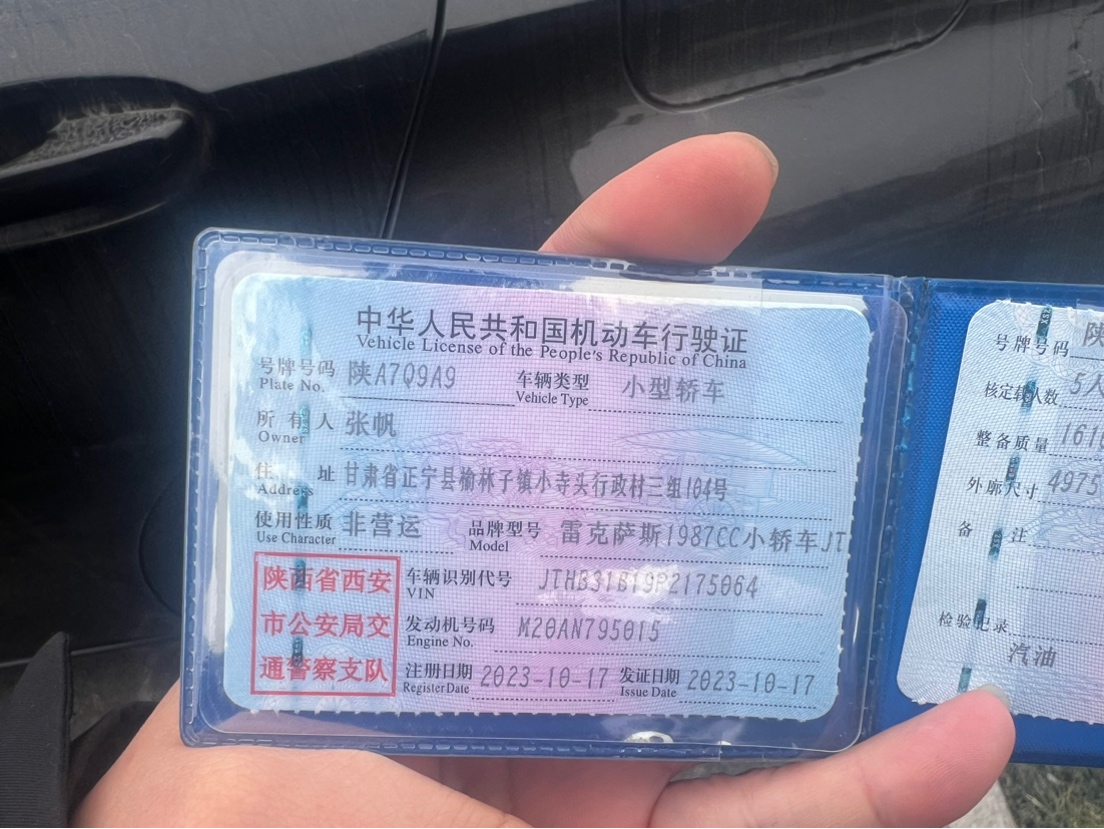 中华人民共和国机动车行驶证
Vehicle License of the People's Republic of China
号牌号码 陕A7Q9A9 车辆类型 小型轿车
Plate No. Vehicle Type
所有人 张帆
Owner
住址 甘肃省正宁县榆林子镇小寺头行政村三组104号
Address
使用性质 非营运 品牌型号 雷克萨斯1987CC小轿车JT
Use Character Model
陕西省西安
市公安局交
通警察支队
车辆识别代号 JTHB31B19P2175064
VIN
发动机号码 M20AN795015
Engine No.
注册日期 2023-10-17 发证日期 2023-10-17
Register Date Issue Date
号牌号码 陕
核定载人数 5人
整备质量 161
外廓尺寸 4975
备注
检验记录
汽油